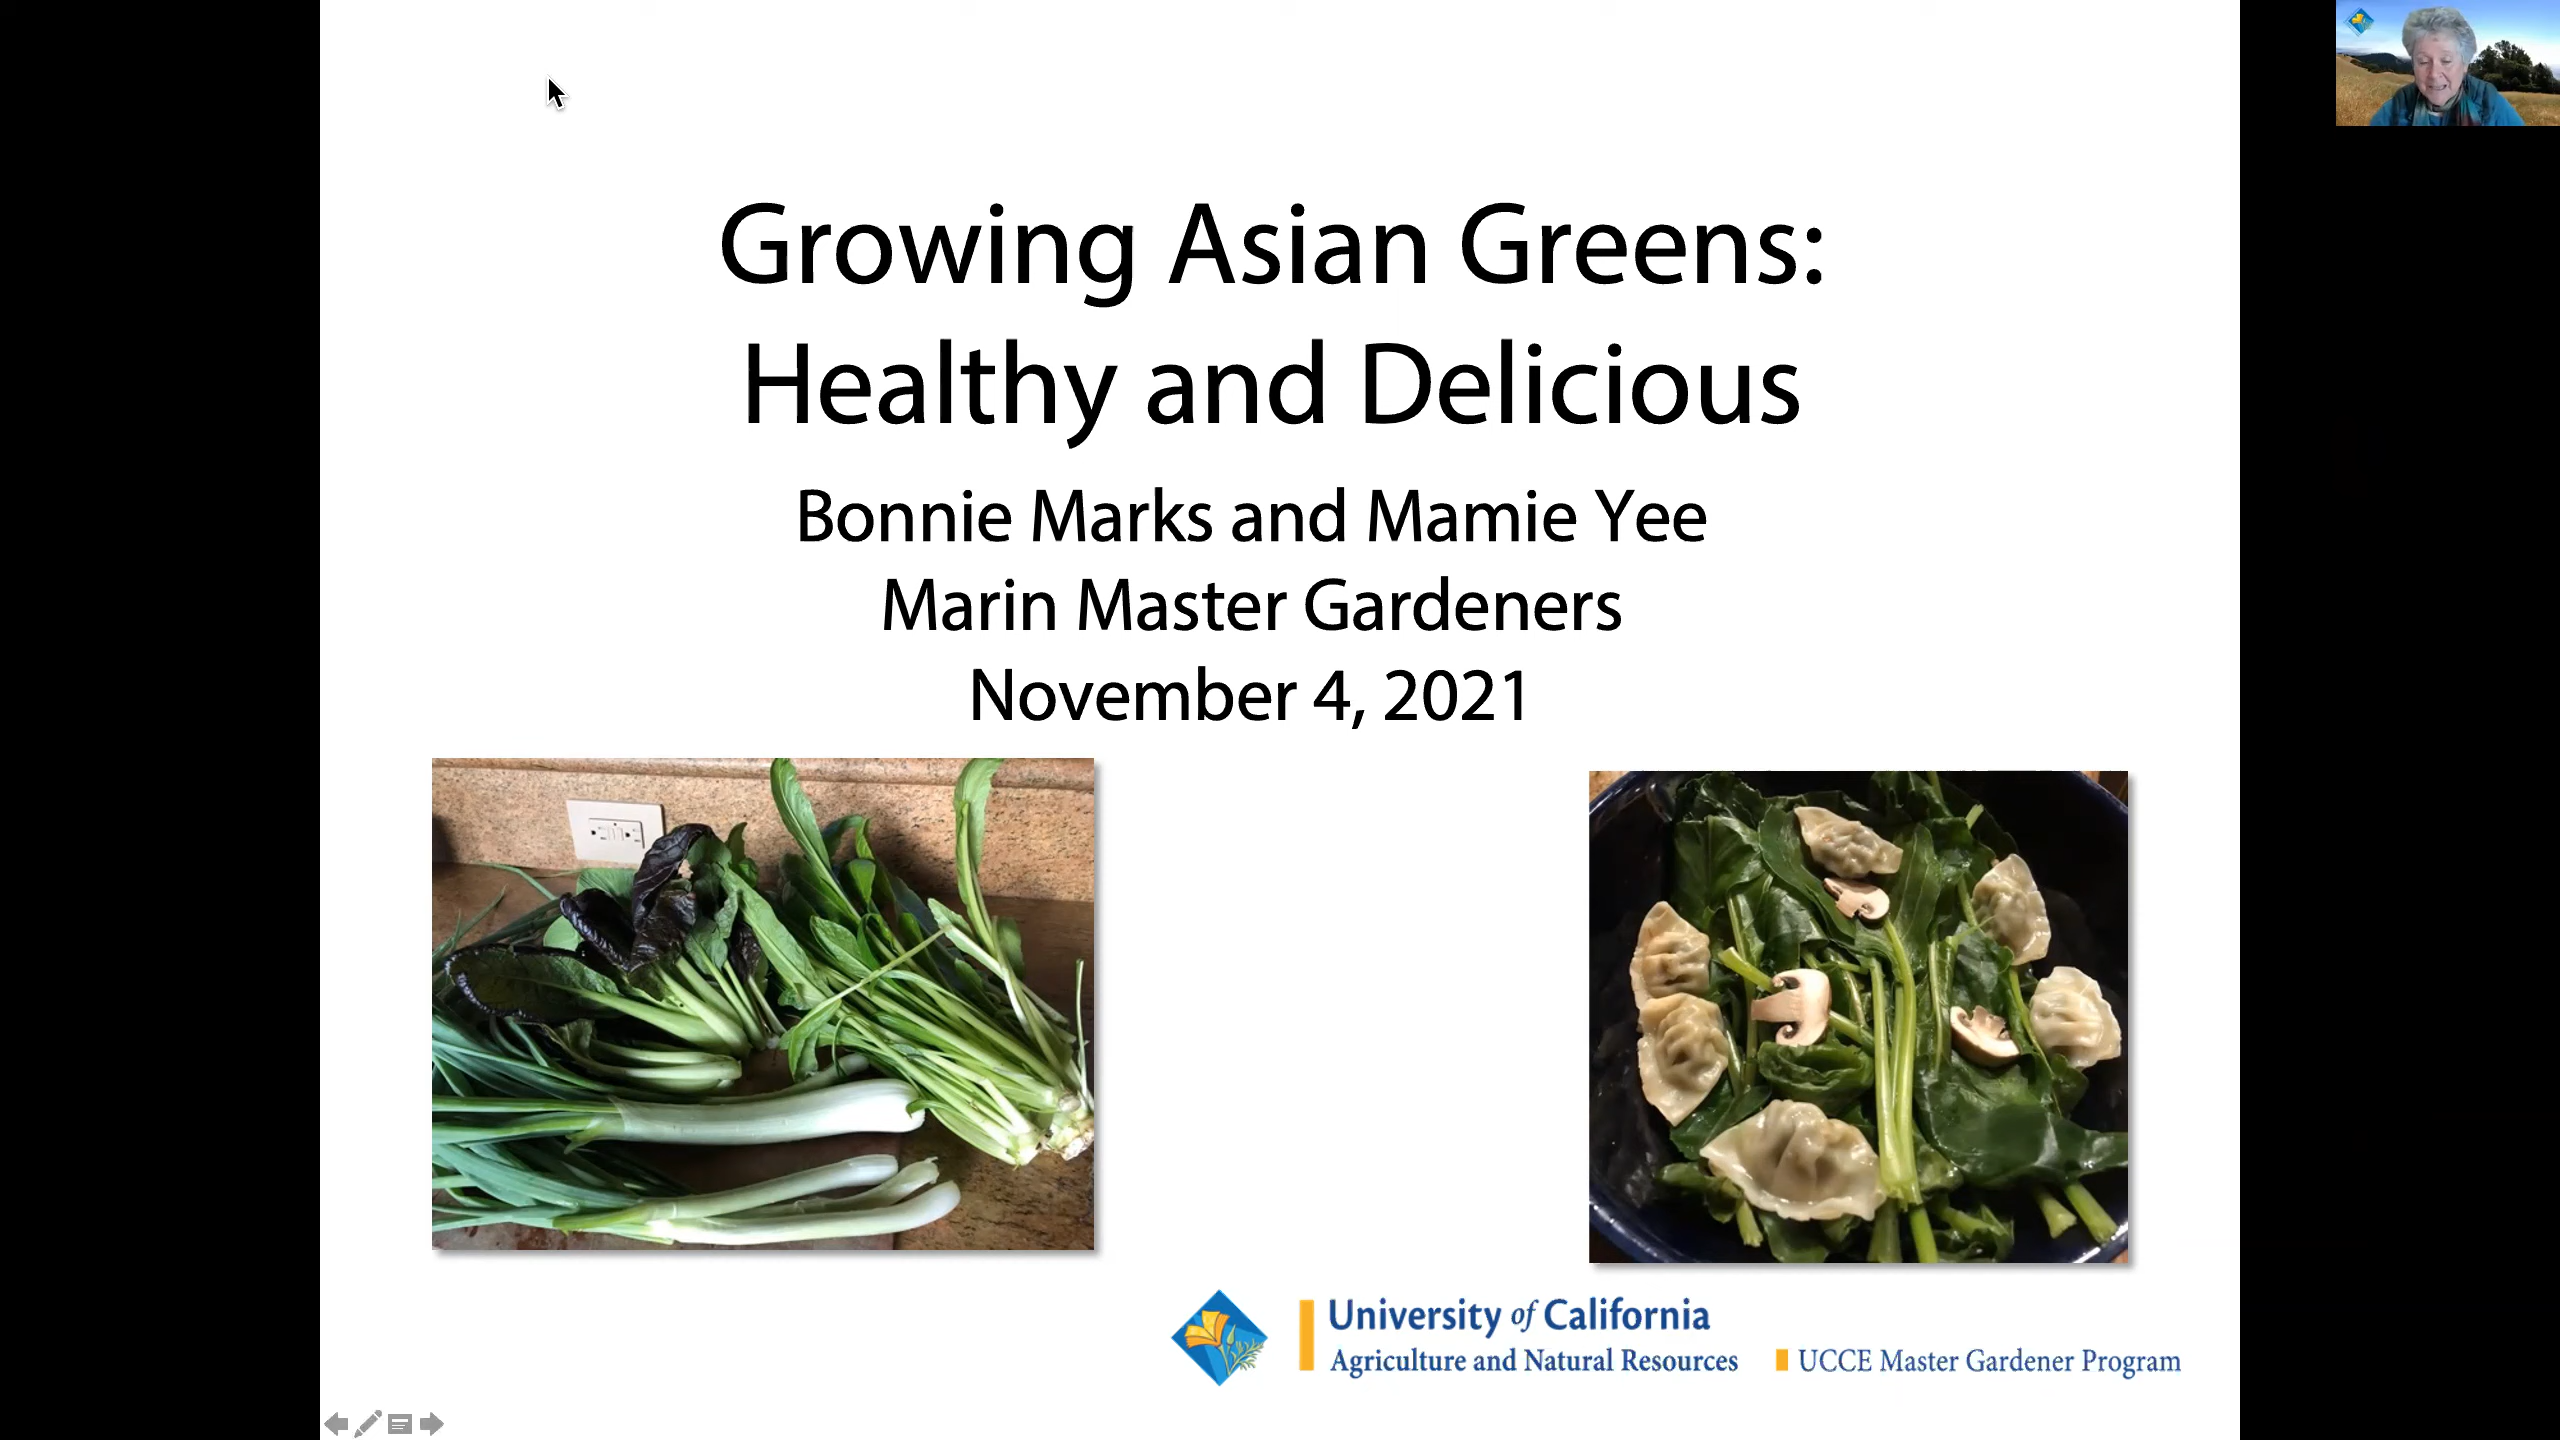 Growing Asian Greens:
Healthy and Delicious
Bonnie Marks and Mamie Yee
Marin Master Gardeners
November 4, 2021
University of California
Agriculture and Natural Resources
UCCE Master Gardener Program